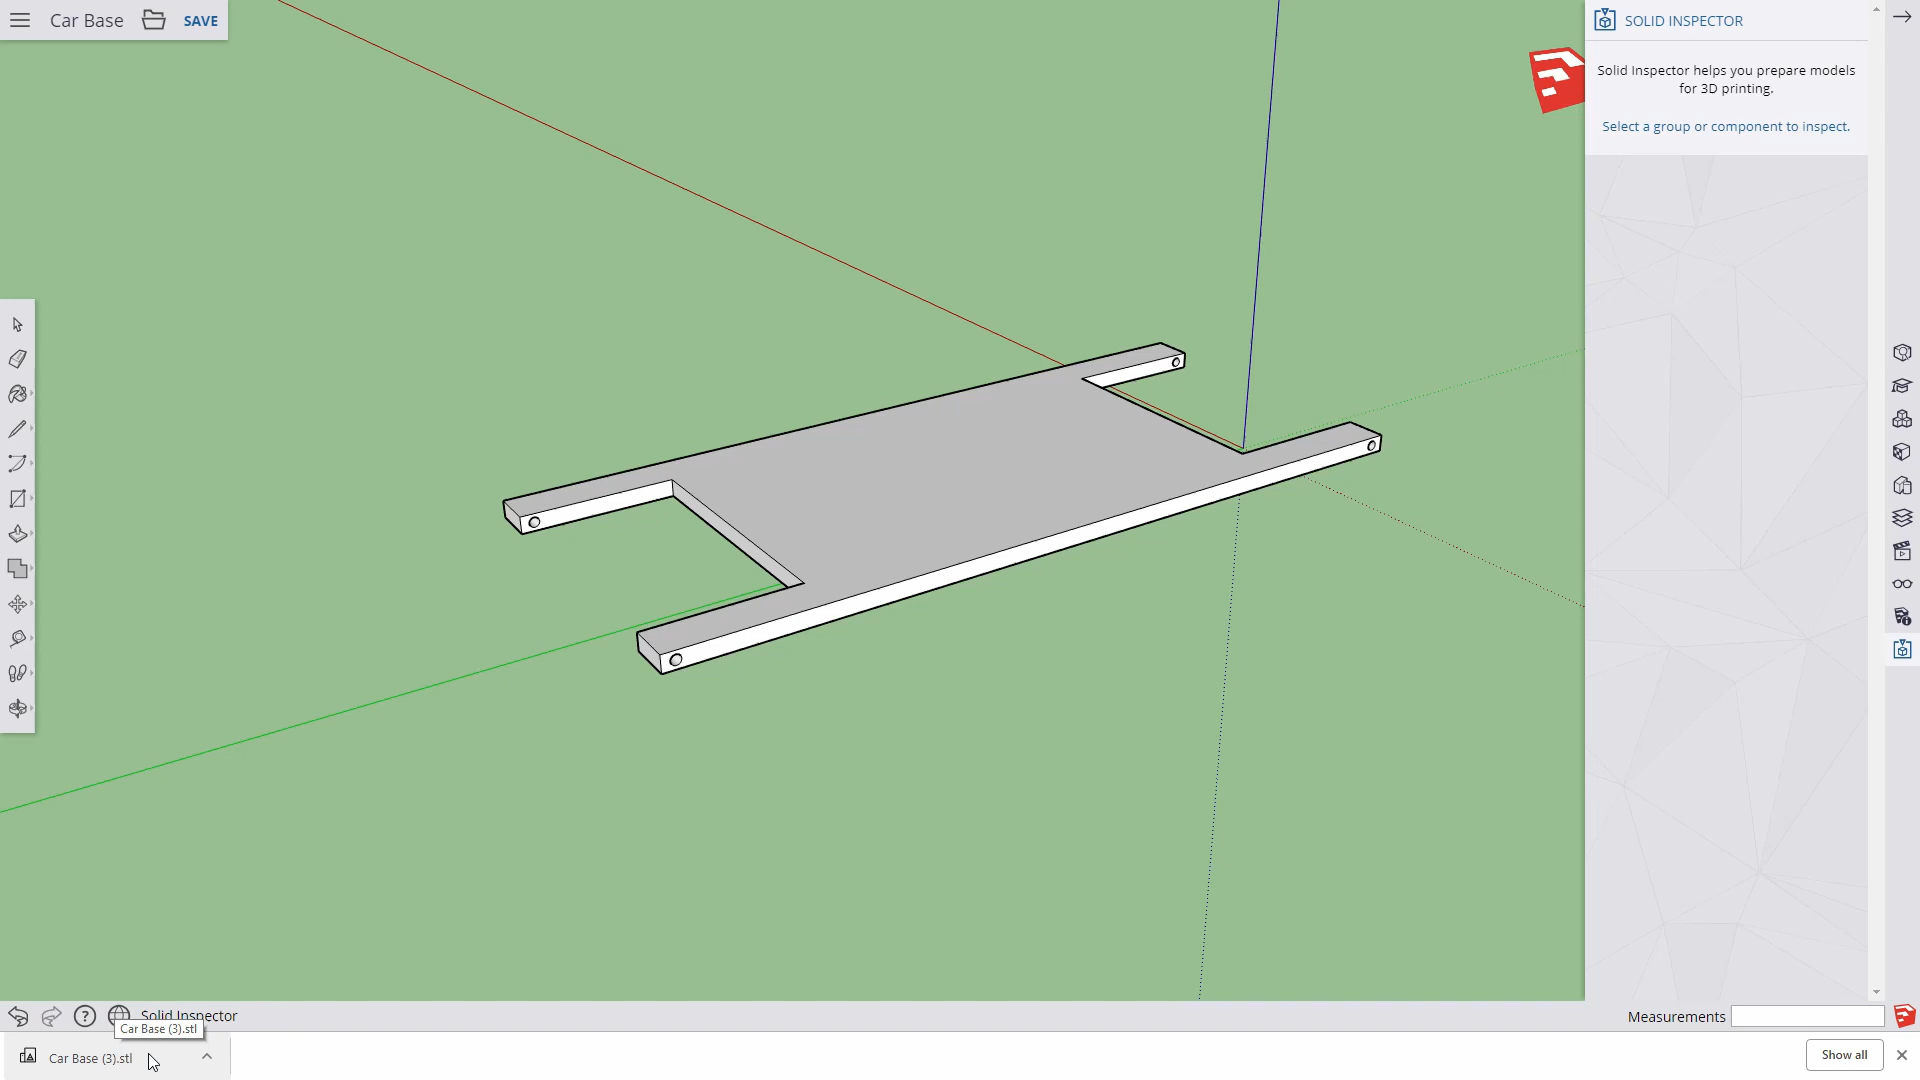 Car Base
SAVE
SOLID INSPECTOR
Solid Inspector helps you prepare models
for 3D printing.
Select a group or component to inspect.
Solid Inspector
Measurements
Car Base (3).stl
Car Base (3).stl
Show all